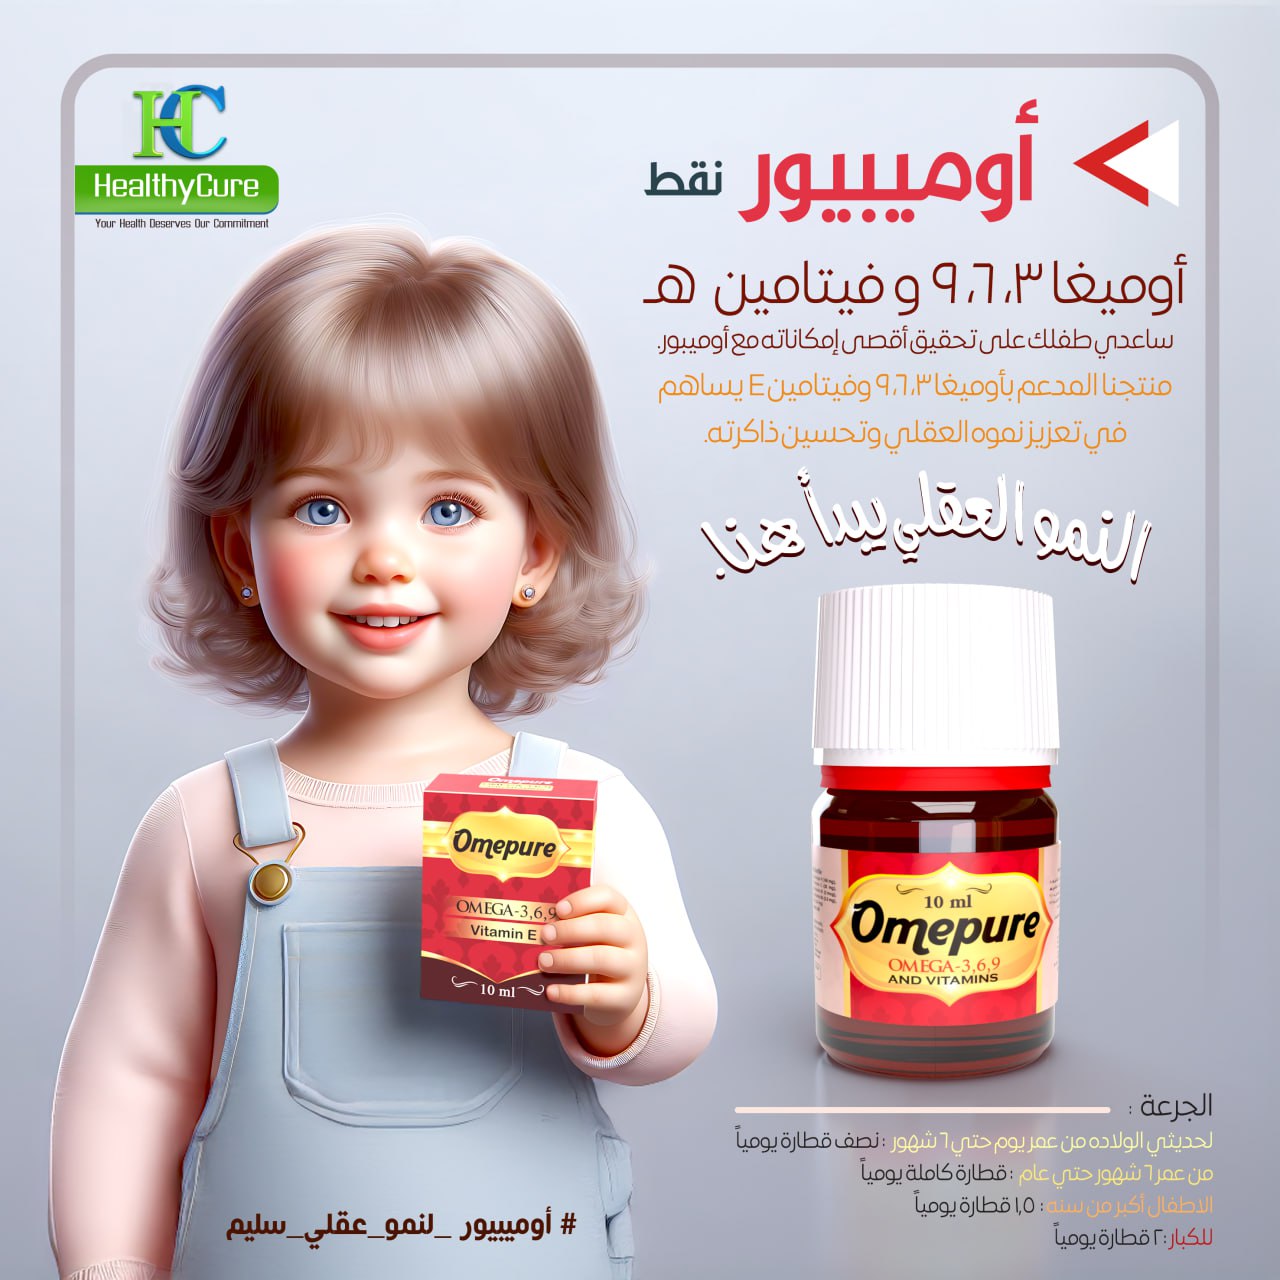 HC
HealthyCure
Your Health Deserves Our Commitment
أوميبيور نقط
أوميغا ٩،٦،٣ و فيتامين هـ
ساعدي طفلك على تحقيق أقصى إمكاناته مع أوميبور.
منتجنا المدعم بأوميغا ٩،٦،٣ وفيتامين E يساهم
في تعزيز نموه العقلي وتحسين ذاكرته.
النمو العقلي يبدأ هنا.
Omepure
Omepure
OMEGA-3,6,9
Vitamin E
10 ml
10 ml
Omepure
OMEGA-3,6,9
AND VITAMINS
الجرعة :
لحديثي الولاده من عمر يوم حتي ٦ شهور : نصف قطارة يومياً
من عمر ٦ شهور حتي عام : قطارة كاملة يومياً
الاطفال أكبر من سنه : ١,٥ قطارة يومياً
للكبار : ٢ قطارة يومياً
# أوميبيور _لنمو_عقلي_سليم